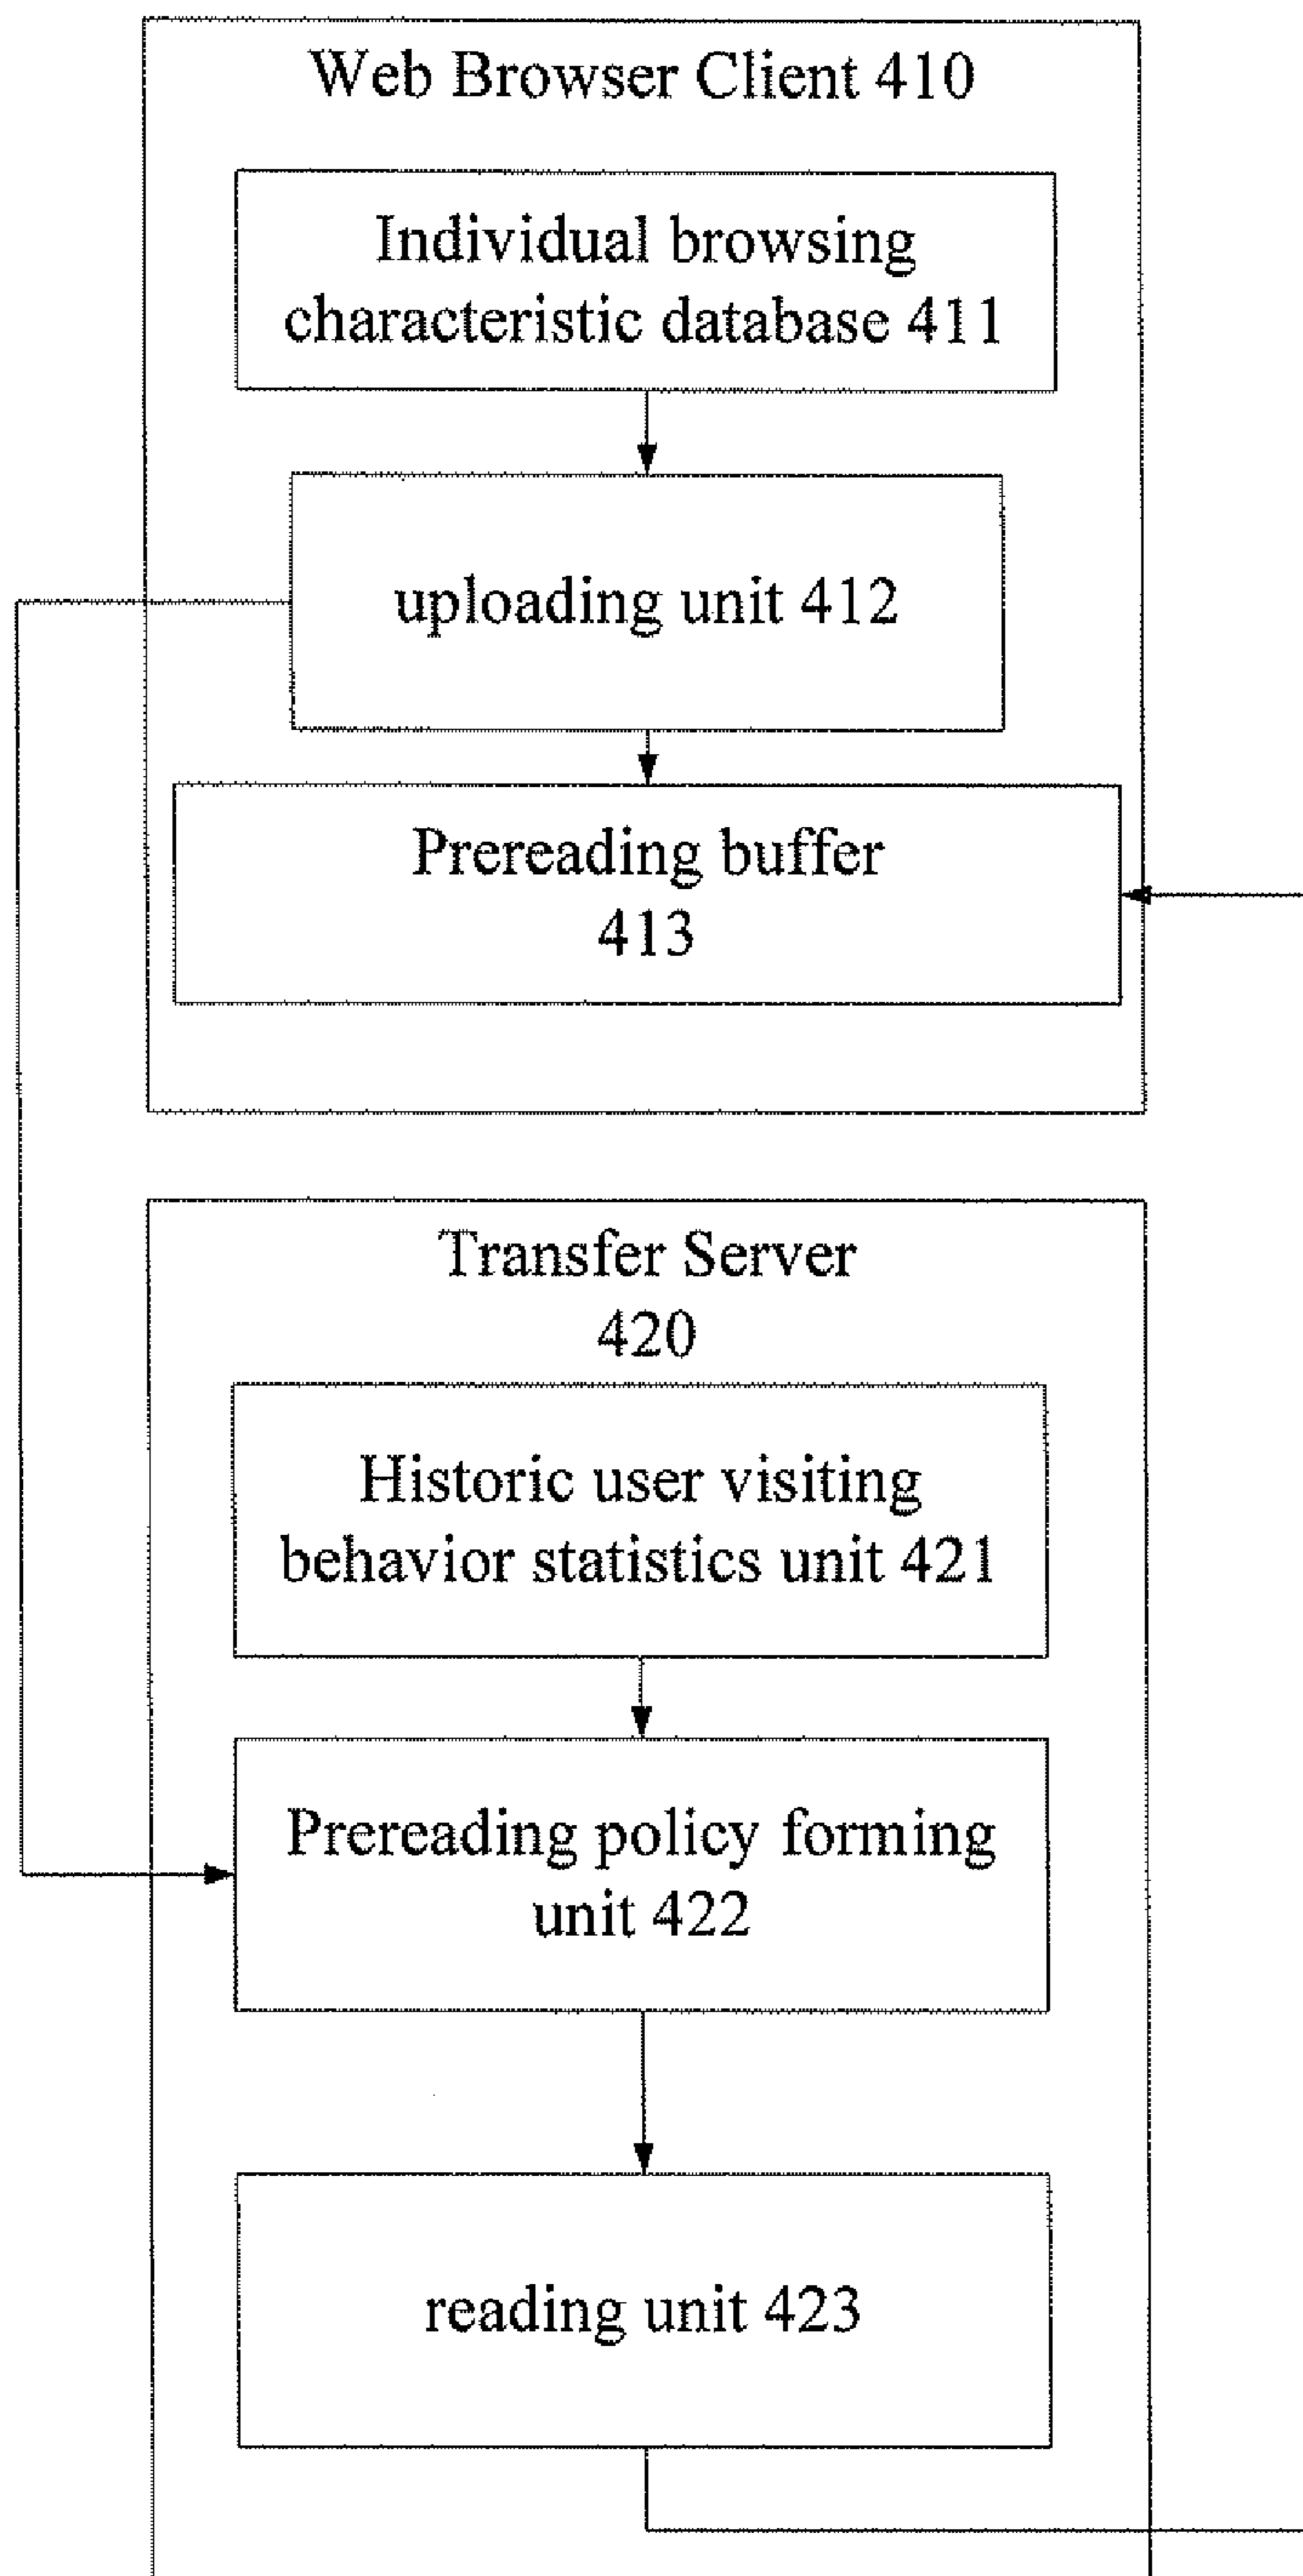 Web Browser Client 410
Individual browsing
characteristic database 411
uploading unit 412
Prereading buffer
413
Transfer Server
420
Historic user visiting
behavior statistics unit 421
Prereading policy forming
unit 422
reading unit 423